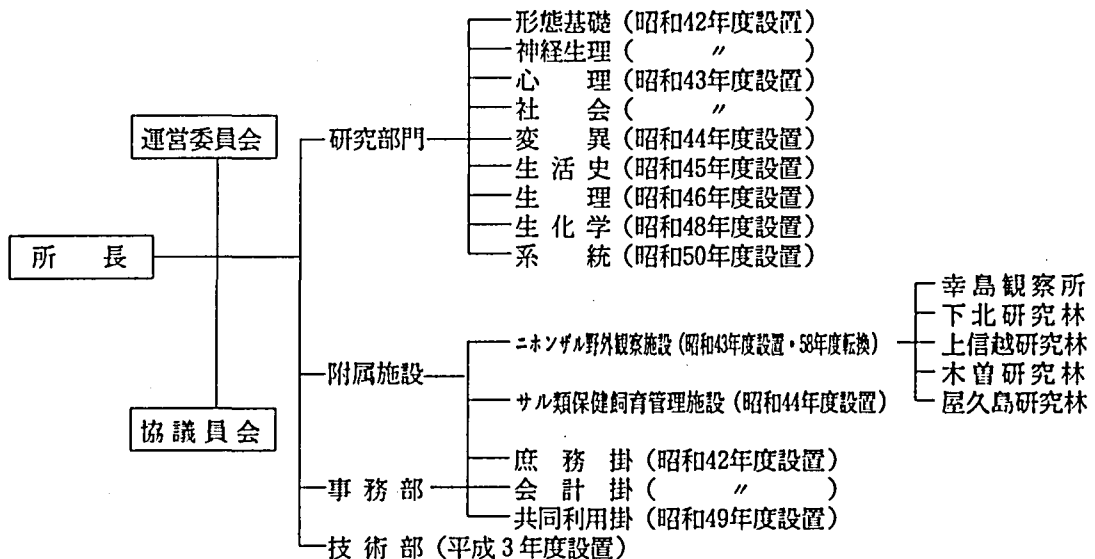 形態基礎（昭和42年度設置）
神経生理（　〃　）
心理（昭和43年度設置）
社会（　〃　）
運営委員会
研究部門
変異（昭和44年度設置）
生活史（昭和45年度設置）
生理（昭和46年度設置）
生化学（昭和48年度設置）
所長
系統（昭和50年度設置）
幸島観察所
下北研究林
ニホンザル野外観察施設（昭和43年度設置・58年度転換）
上信越研究林
附属施設
木曽研究林
サル類保健飼育管理施設（昭和44年度設置）
屋久島研究林
協議員会
庶務掛（昭和42年度設置）
事務部
会計掛（　〃　）
共同利用掛（昭和49年度設置）
技術部（平成3年度設置）